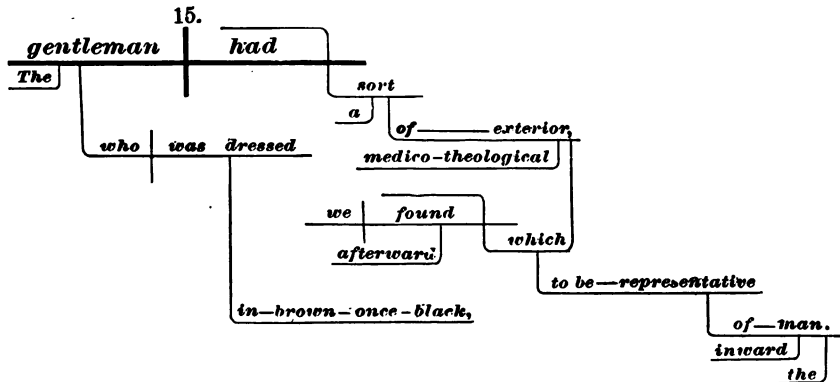 15.
gentleman had
The
sort
a
of exterior,
medico-theological
who was dressed
we found
which
afterward
to be—representative
in—brown—once—black,
of—man.
inward
the